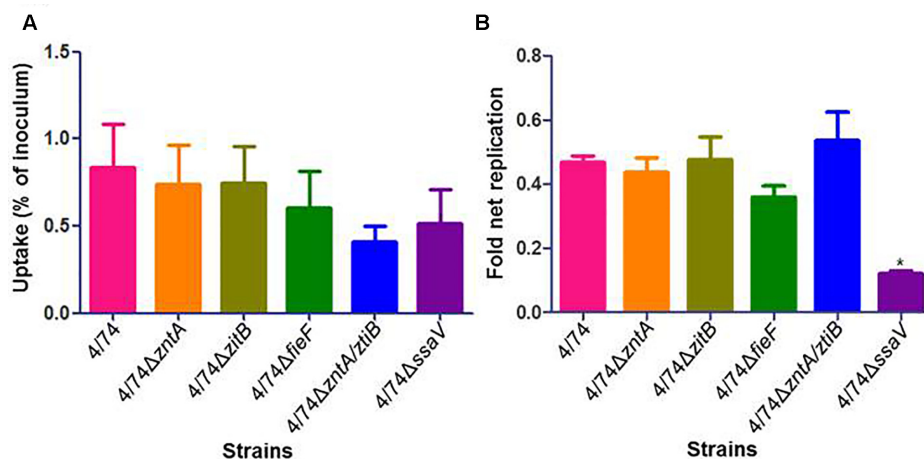 A
Uptake (% of inoculum)
1.5
1.0
0.5
0.0
4/74
4/74ΔzntA
4/74ΔzitB
4/74ΔfieF
4/74ΔzntA/ztiB
4/74ΔssaV
Strains
B
Fold net replication
0.8
0.6
0.4
0.2
0.0
*
4/74
4/74ΔzntA
4/74ΔzitB
4/74ΔfieF
4/74ΔzntA/ztiB
4/74ΔssaV
Strains